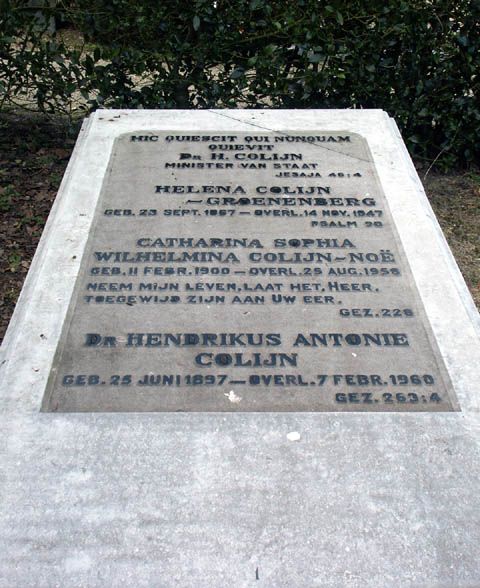 HIC QUIESCIT QUI NUNQUAM
QUIEVIT
DR H. COLIJN
MINISTER VAN STAAT
JESAJA 49:4
HELENA COLIJN
–GROENENBERG
GEB. 23 SEPT. 1867–OVERL. 14 NOV. 1947
PSALM 90
CATHARINA SOPHIA
WILHELMINA COLIJN–NOË
GEB. 11 FEBR. 1900–OVERL. 29 AUG. 1958
NEEM MIJN LEVEN, LAAT HET, HEER,
TOEGEWIJD ZIJN AAN UW EER.
GEZ. 228
DR HENDRIKUS ANTONIE
COLIJN
GEB. 25 JUNI 1897–OVERL. 7 FEBR. 1960
GEZ. 263:4